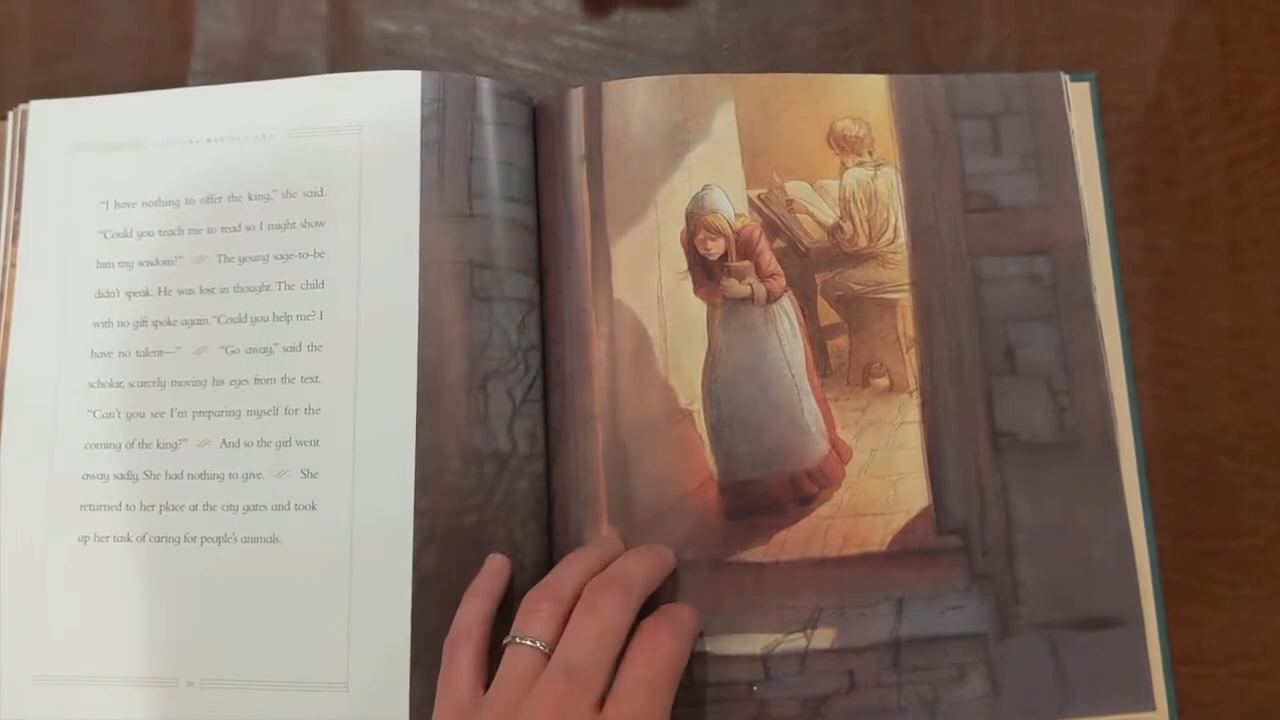 "I have nothing to offer the king," she said.
"Could you teach me to read so I might show
him my wisdom?" The young sage-to-be
didn't speak. He was lost in thought. The child
with no gift spoke again. "Could you help me? I
have no talent—" "Go away," said the
scholar, scarcely moving his eyes from the text.
"Can't you see I'm preparing myself for the
coming of the king?" And so the girl went
away sadly. She had nothing to give. She
returned to her place at the city gates and took
up her task of caring for people's animals.